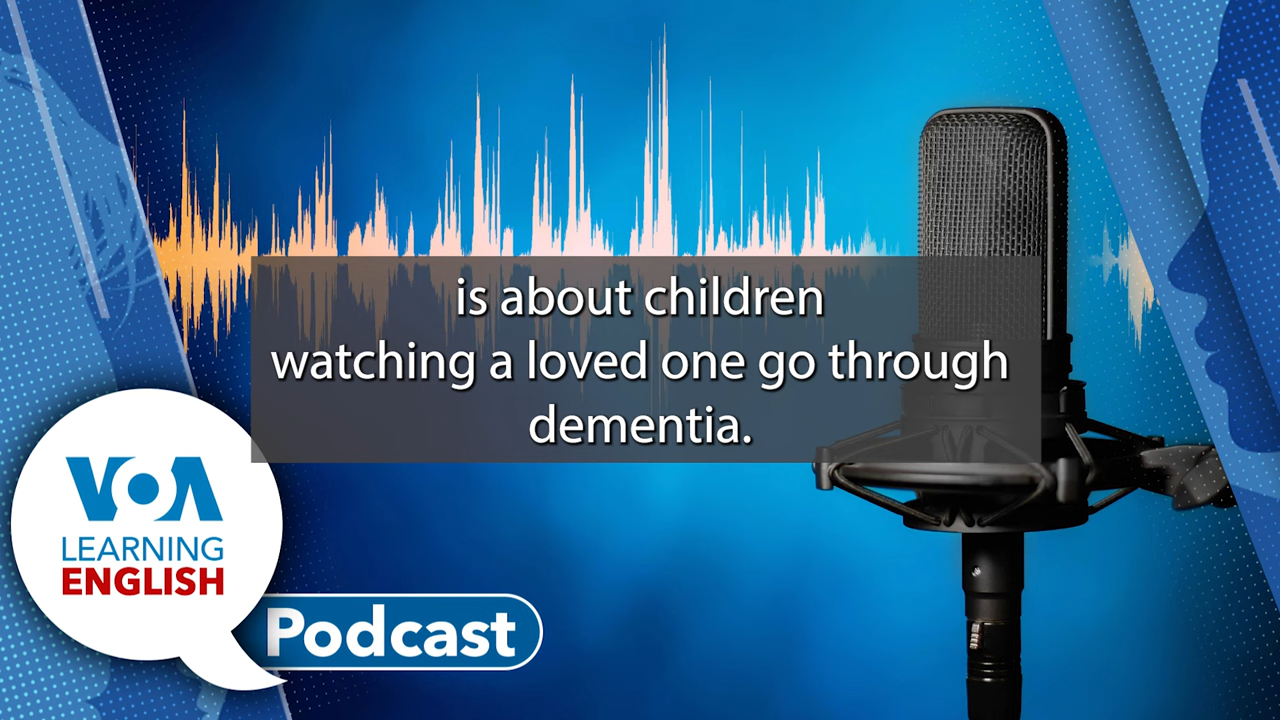 is about children
watching a loved one go through
dementia.
VOA
LEARNING
ENGLISH
Podcast